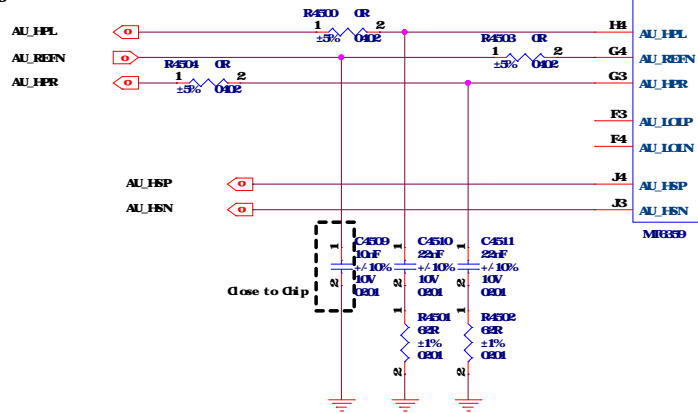 R4500 0R
1 2
±5% 0402
AU_HPL
H4
AU_HPL
AU_REFN
R4503 0R
1 2
±5% 0402
G4
AU_REFN
R4504 0R
1 2
±5% 0402
AU_HPR
G3
AU_HPR
F3
AU_LOLP
F4
AU_LOLN
AU_HSP
J4
AU_HSP
AU_HSN
J3
AU_HSN
MT6359
1
C4509
10nF
+/-10%
10V
0201
2
Close to Chip
1
C4510
22nF
+/-10%
10V
0201
2
1
C4511
22nF
+/-10%
10V
0201
2
1
R4501
62R
±1%
0201
2
1
R4502
62R
±1%
0201
2